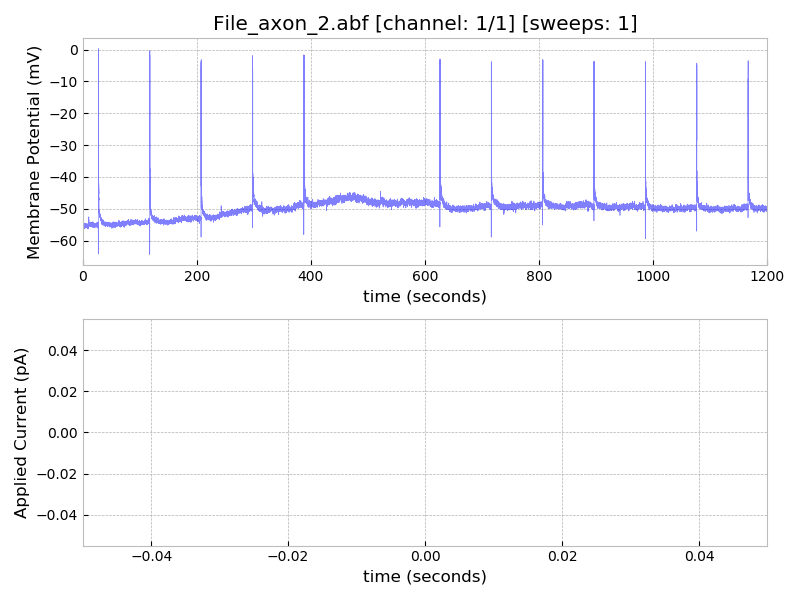 File_axon_2.abf [channel: 1/1] [sweeps: 1]
Membrane Potential (mV)
0
−10
−20
−30
−40
−50
−60
0 200 400 600 800 1000 1200
time (seconds)
Applied Current (pA)
0.04
0.02
0.00
−0.02
−0.04
−0.04 −0.02 0.00 0.02 0.04
time (seconds)